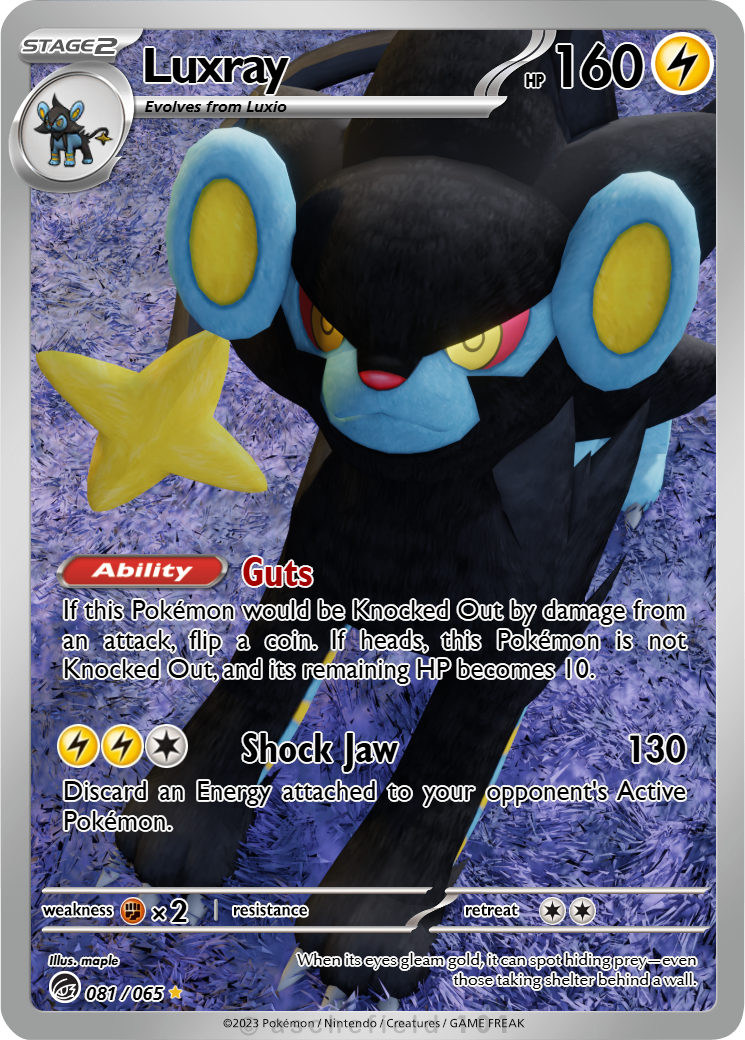 STAGE2
Luxray
HP 160
Evolves from Luxio
Ability Guts
If this Pokémon would be Knocked Out by damage from
an attack, flip a coin. If heads, this Pokémon is not
Knocked Out, and its remaining HP becomes 10.
Shock Jaw 130
Discard an Energy attached to your opponent's Active
Pokémon.
weakness ×2 resistance retreat
Illus. maple
When its eyes gleam gold, it can spot hiding prey—even
those taking shelter behind a wall.
081 / 065
©2023 Pokémon / Nintendo / Creatures / GAME FREAK